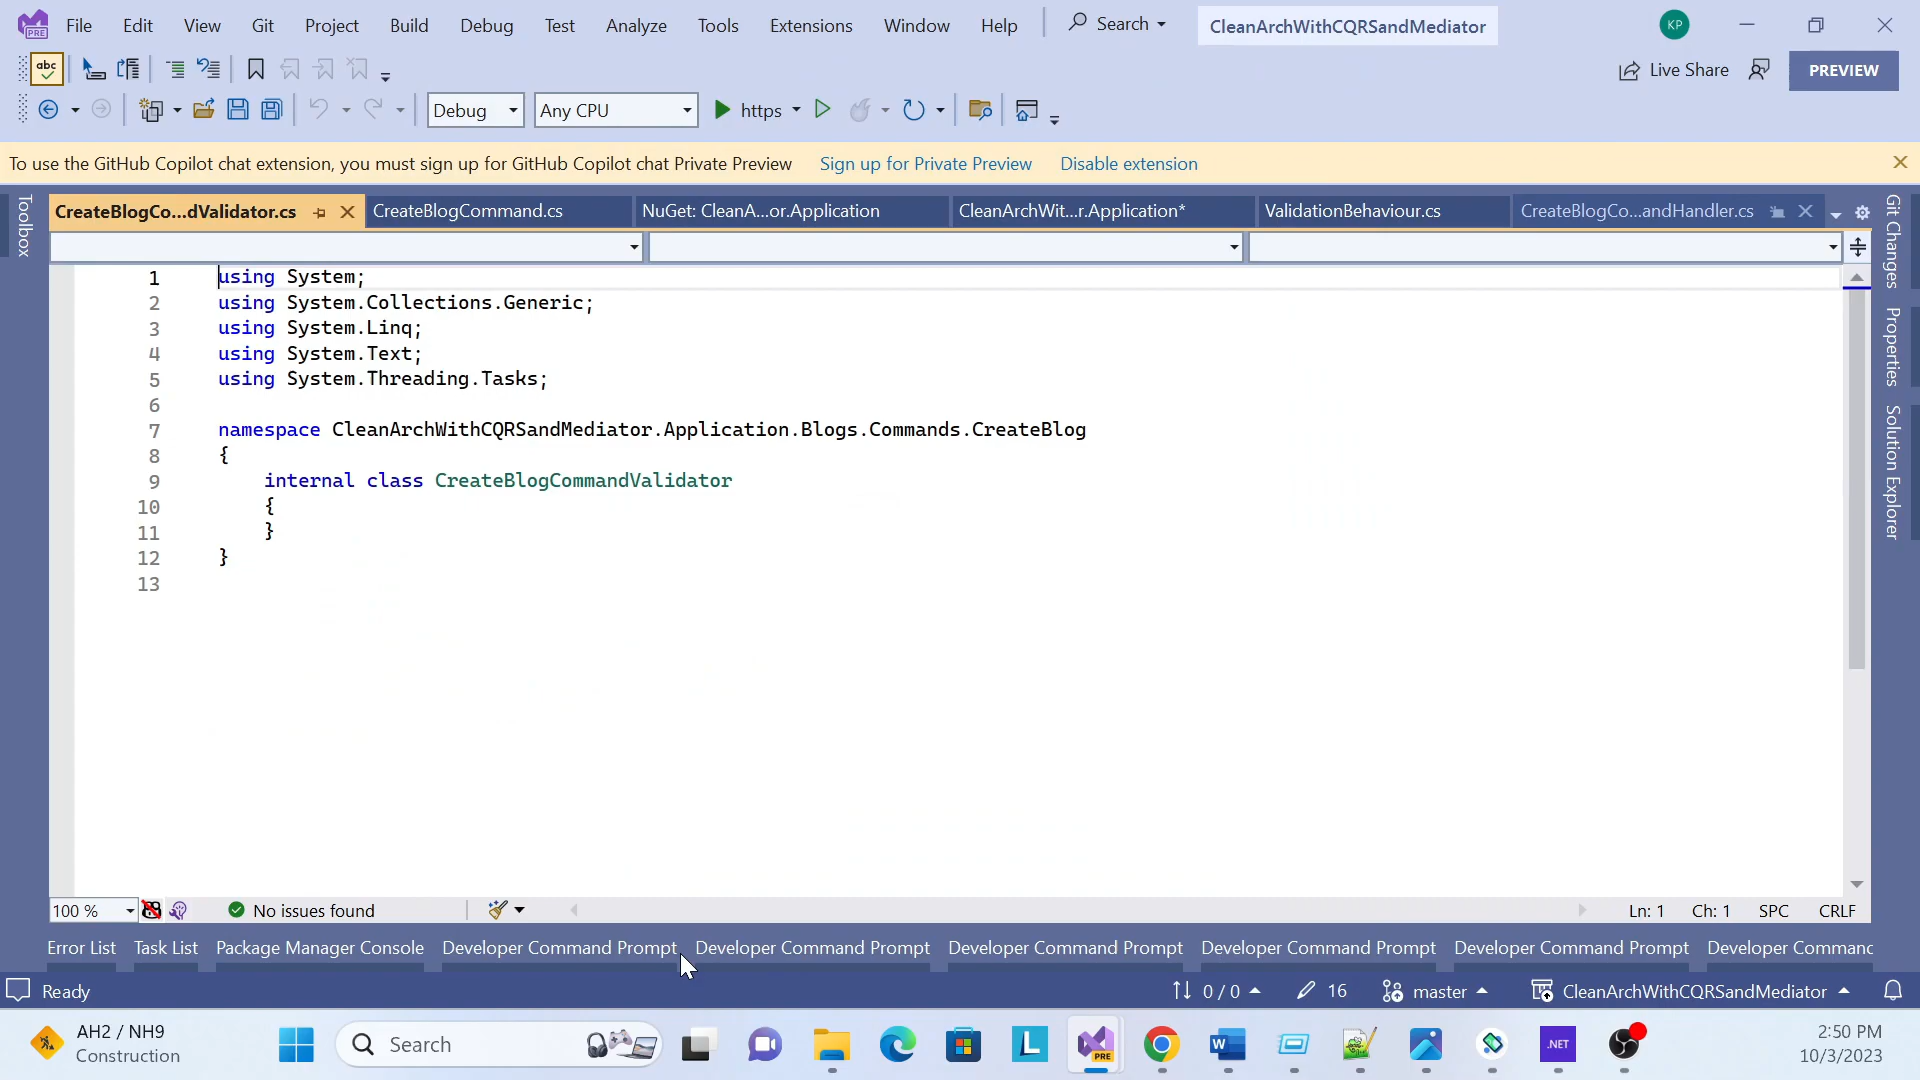 File Edit View Git Project Build Debug Test Analyze Tools Extensions Window Help Search CleanArchWithCQRSandMediator KP
PRE
abc Live Share PREVIEW
Debug Any CPU https
To use the GitHub Copilot chat extension, you must sign up for GitHub Copilot chat Private Preview Sign up for Private Preview Disable extension
Toolbox
CreateBlogCo...dValidator.cs CreateBlogCommand.cs NuGet: CleanA...or.Application CleanArchWit...r.Application* ValidationBehaviour.cs CreateBlogCo...andHandler.cs
Git Changes
Properties
Solution Explorer
1 using System;
2 using System.Collections.Generic;
3 using System.Linq;
4 using System.Text;
5 using System.Threading.Tasks;
6
7 namespace CleanArchWithCQRSandMediator.Application.Blogs.Commands.CreateBlog
8 {
9 internal class CreateBlogCommandValidator
10 {
11 }
12 }
13
100 % No issues found Ln: 1 Ch: 1 SPC CRLF
Error List Task List Package Manager Console Developer Command Prompt Developer Command Prompt Developer Command Prompt Developer Command Prompt Developer Command Prompt Developer Commanc
Ready 0 / 0 16 master CleanArchWithCQRSandMediator
AH2 / NH9
Construction
Search
L
PRE
W
.NET
2:50 PM
10/3/2023